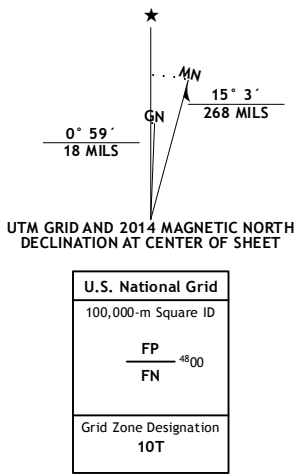 ★
MN
GN
15° 3´
268 MILS
0° 59´
18 MILS
UTM GRID AND 2014 MAGNETIC NORTH
DECLINATION AT CENTER OF SHEET
U.S. National Grid
100,000-m Square ID
FP
4800
FN
Grid Zone Designation
10T